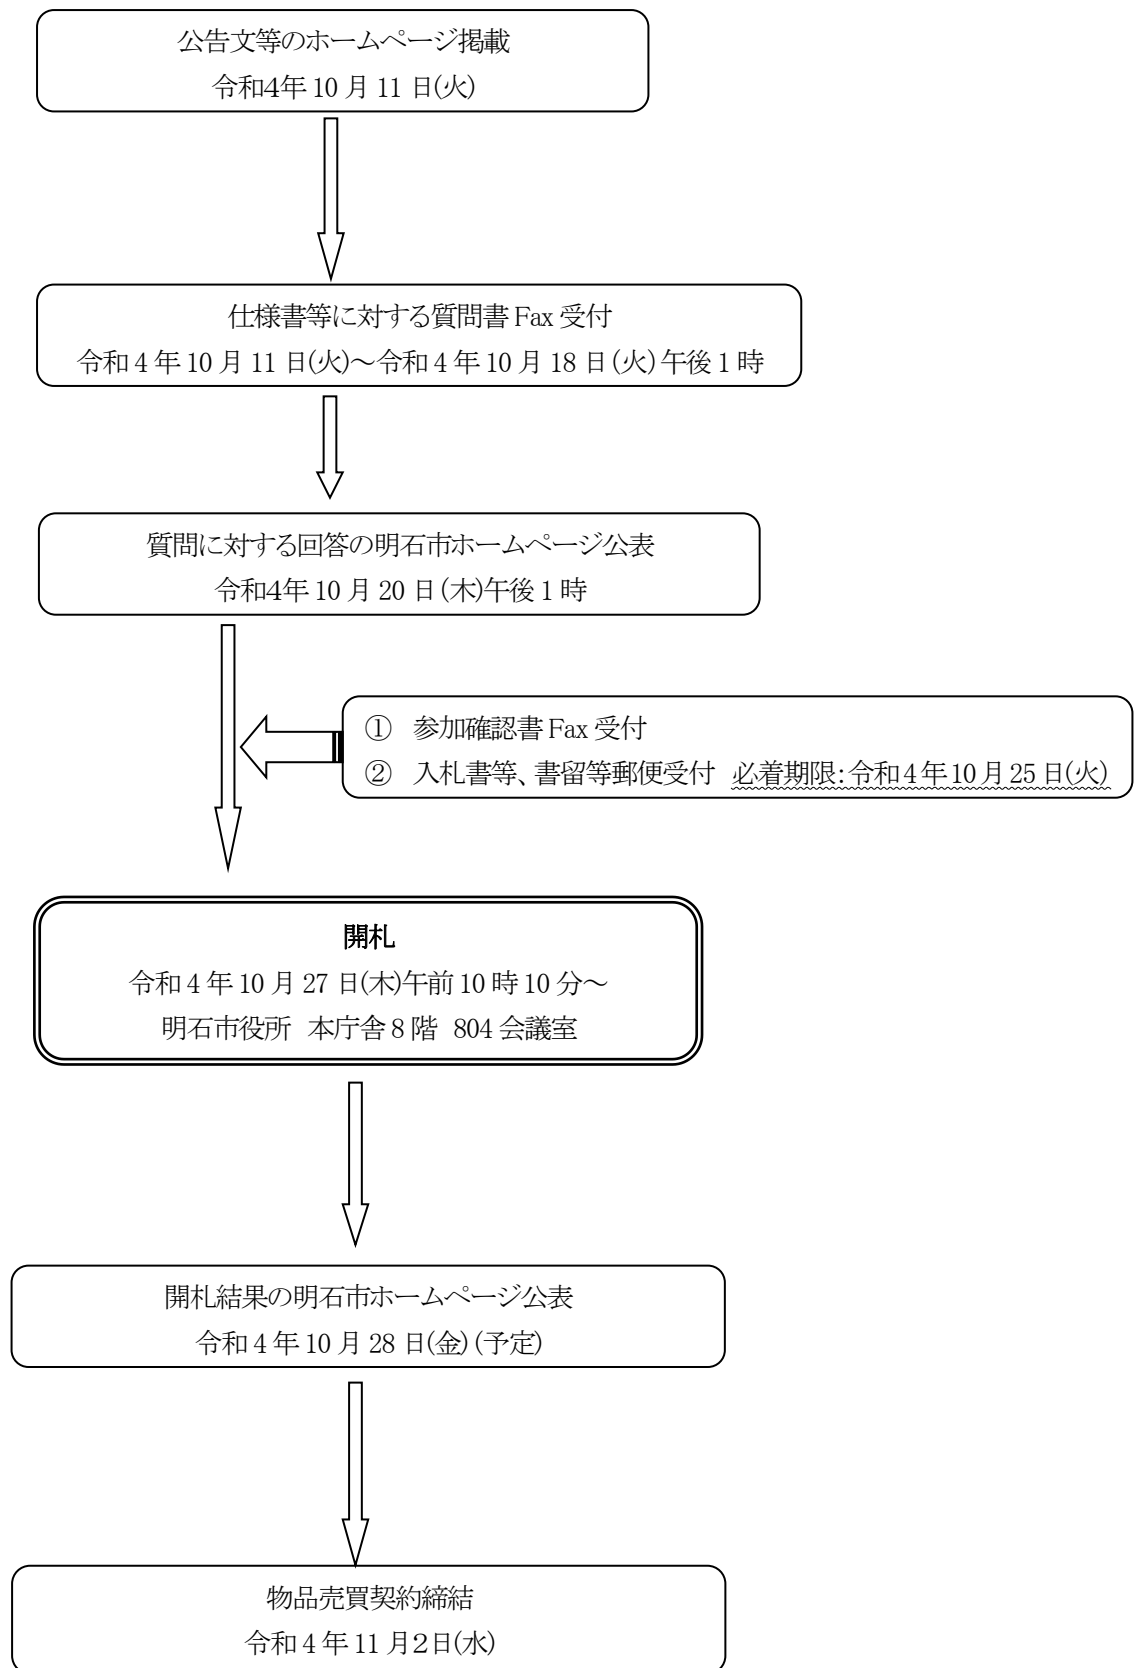 公告文等のホームページ掲載
令和4年10月11日(火)
仕様書等に対する質問書Fax受付
令和4年10月11日(火)～令和4年10月18日(火)午後1時
質問に対する回答の明石市ホームページ公表
令和4年10月20日(木)午後1時
① 参加確認書Fax受付
② 入札書等、書留等郵便受付 必着期限:令和4年10月25日(火)
開札
令和4年10月27日(木)午前10時10分～
明石市役所 本庁舎8階 804会議室
開札結果の明石市ホームページ公表
令和4年10月28日(金)(予定)
物品売買契約締結
令和4年11月2日(水)